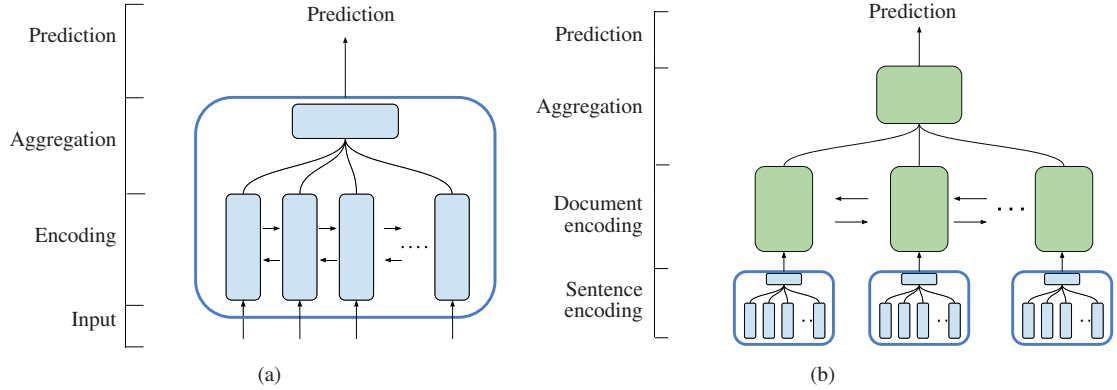 Prediction
Prediction
Aggregation
Encoding
Input
(a)
Prediction
Prediction
Aggregation
Document
encoding
Sentence
encoding
(b)